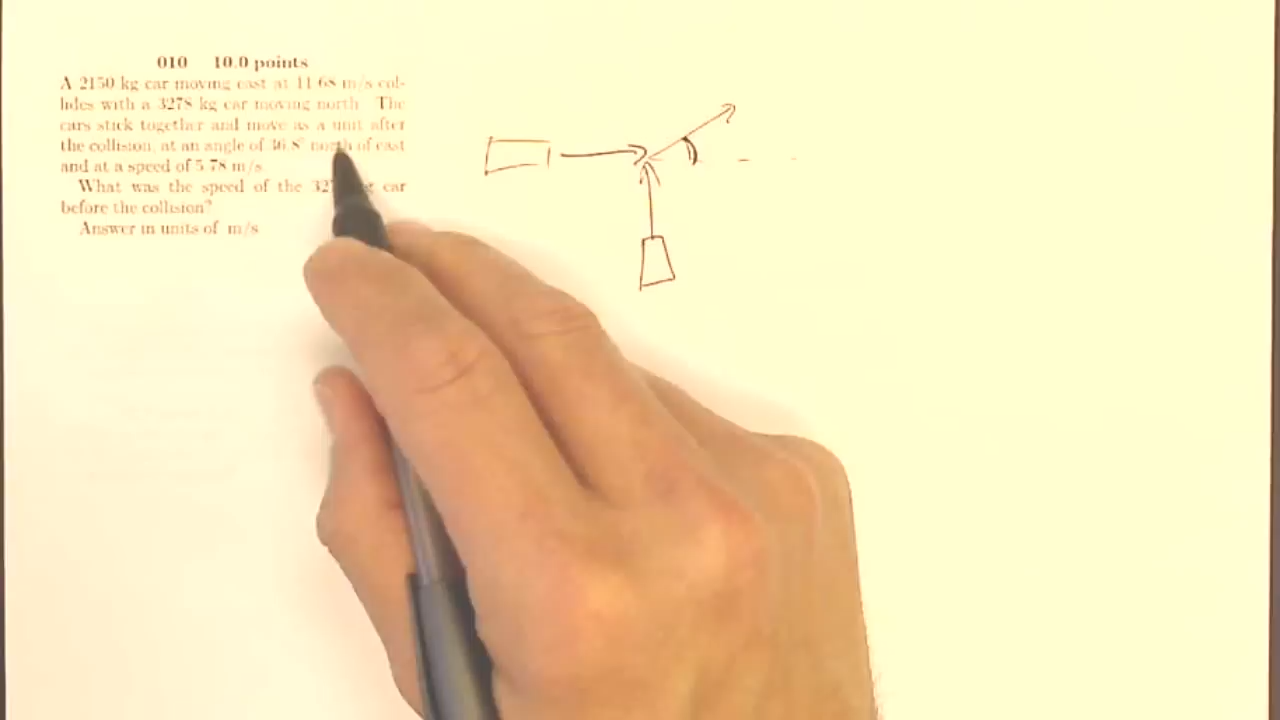 010 10.0 points
A 2150 kg car moving east at 11.68 m/s col-
lides with a 3278 kg car moving north. The
cars stick together and move as a unit after
the collision, at an angle of 36.8° north of east
and at a speed of 5.78 m/s.
What was the speed of the kg car
before the collision?
Answer in units of m/s